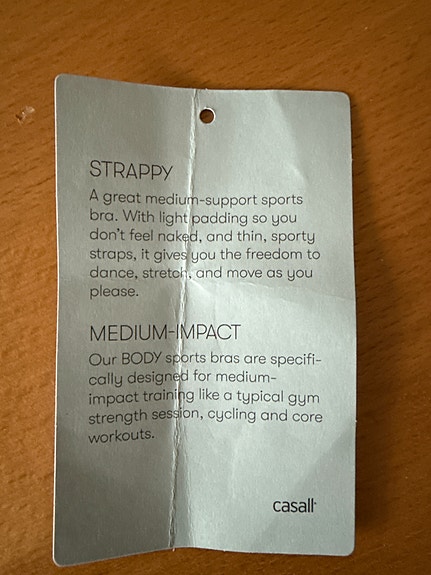 STRAPPY
A great medium-support sports
bra. With light padding so you
don't feel naked, and thin, sporty
straps, it gives you the freedom to
dance, stretch, and move as you
please.
MEDIUM-IMPACT
Our BODY sports bras are specifi-
cally designed for medium-
impact training like a typical gym
strength session, cycling and core
workouts.
casall